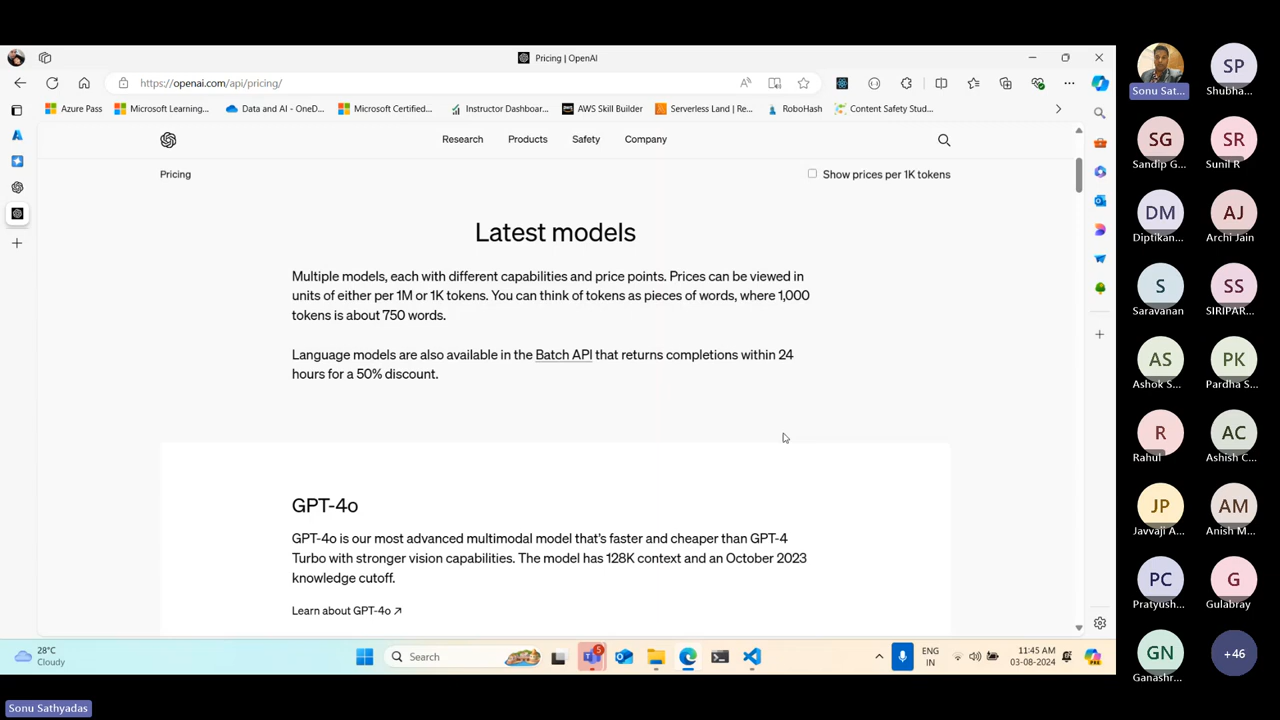 Pricing | OpenAI
https://openai.com/api/pricing/
Azure Pass
Microsoft Learning...
Data and AI - OneD...
Microsoft Certified...
Instructor Dashboar...
AWS Skill Builder
Serverless Land | Re...
RoboHash
Content Safety Stud...
Research
Products
Safety
Company
Pricing
Show prices per 1K tokens
Latest models
Multiple models, each with different capabilities and price points. Prices can be viewed in
units of either per 1M or 1K tokens. You can think of tokens as pieces of words, where 1,000
tokens is about 750 words.
Language models are also available in the Batch API that returns completions within 24
hours for a 50% discount.
GPT-4o
GPT-4o is our most advanced multimodal model that's faster and cheaper than GPT-4
Turbo with stronger vision capabilities. The model has 128K context and an October 2023
knowledge cutoff.
Learn about GPT-4o
28°C
Cloudy
Search
5
ENG
IN
11:45 AM
03-08-2024
Sonu Sat...
SP
Shubha...
SG
Sandip G...
SR
Sunil R
DM
Diptikan...
AJ
Archi Jain
S
Saravanan
SS
SIRIPAR...
AS
Ashok S...
PK
Pardha S...
R
Rahul
AC
Ashish C...
JP
Javvaji A...
AM
Anish M...
PC
Pratyush...
G
Gulabray
GN
Ganashr...
+46
Sonu Sathyadas